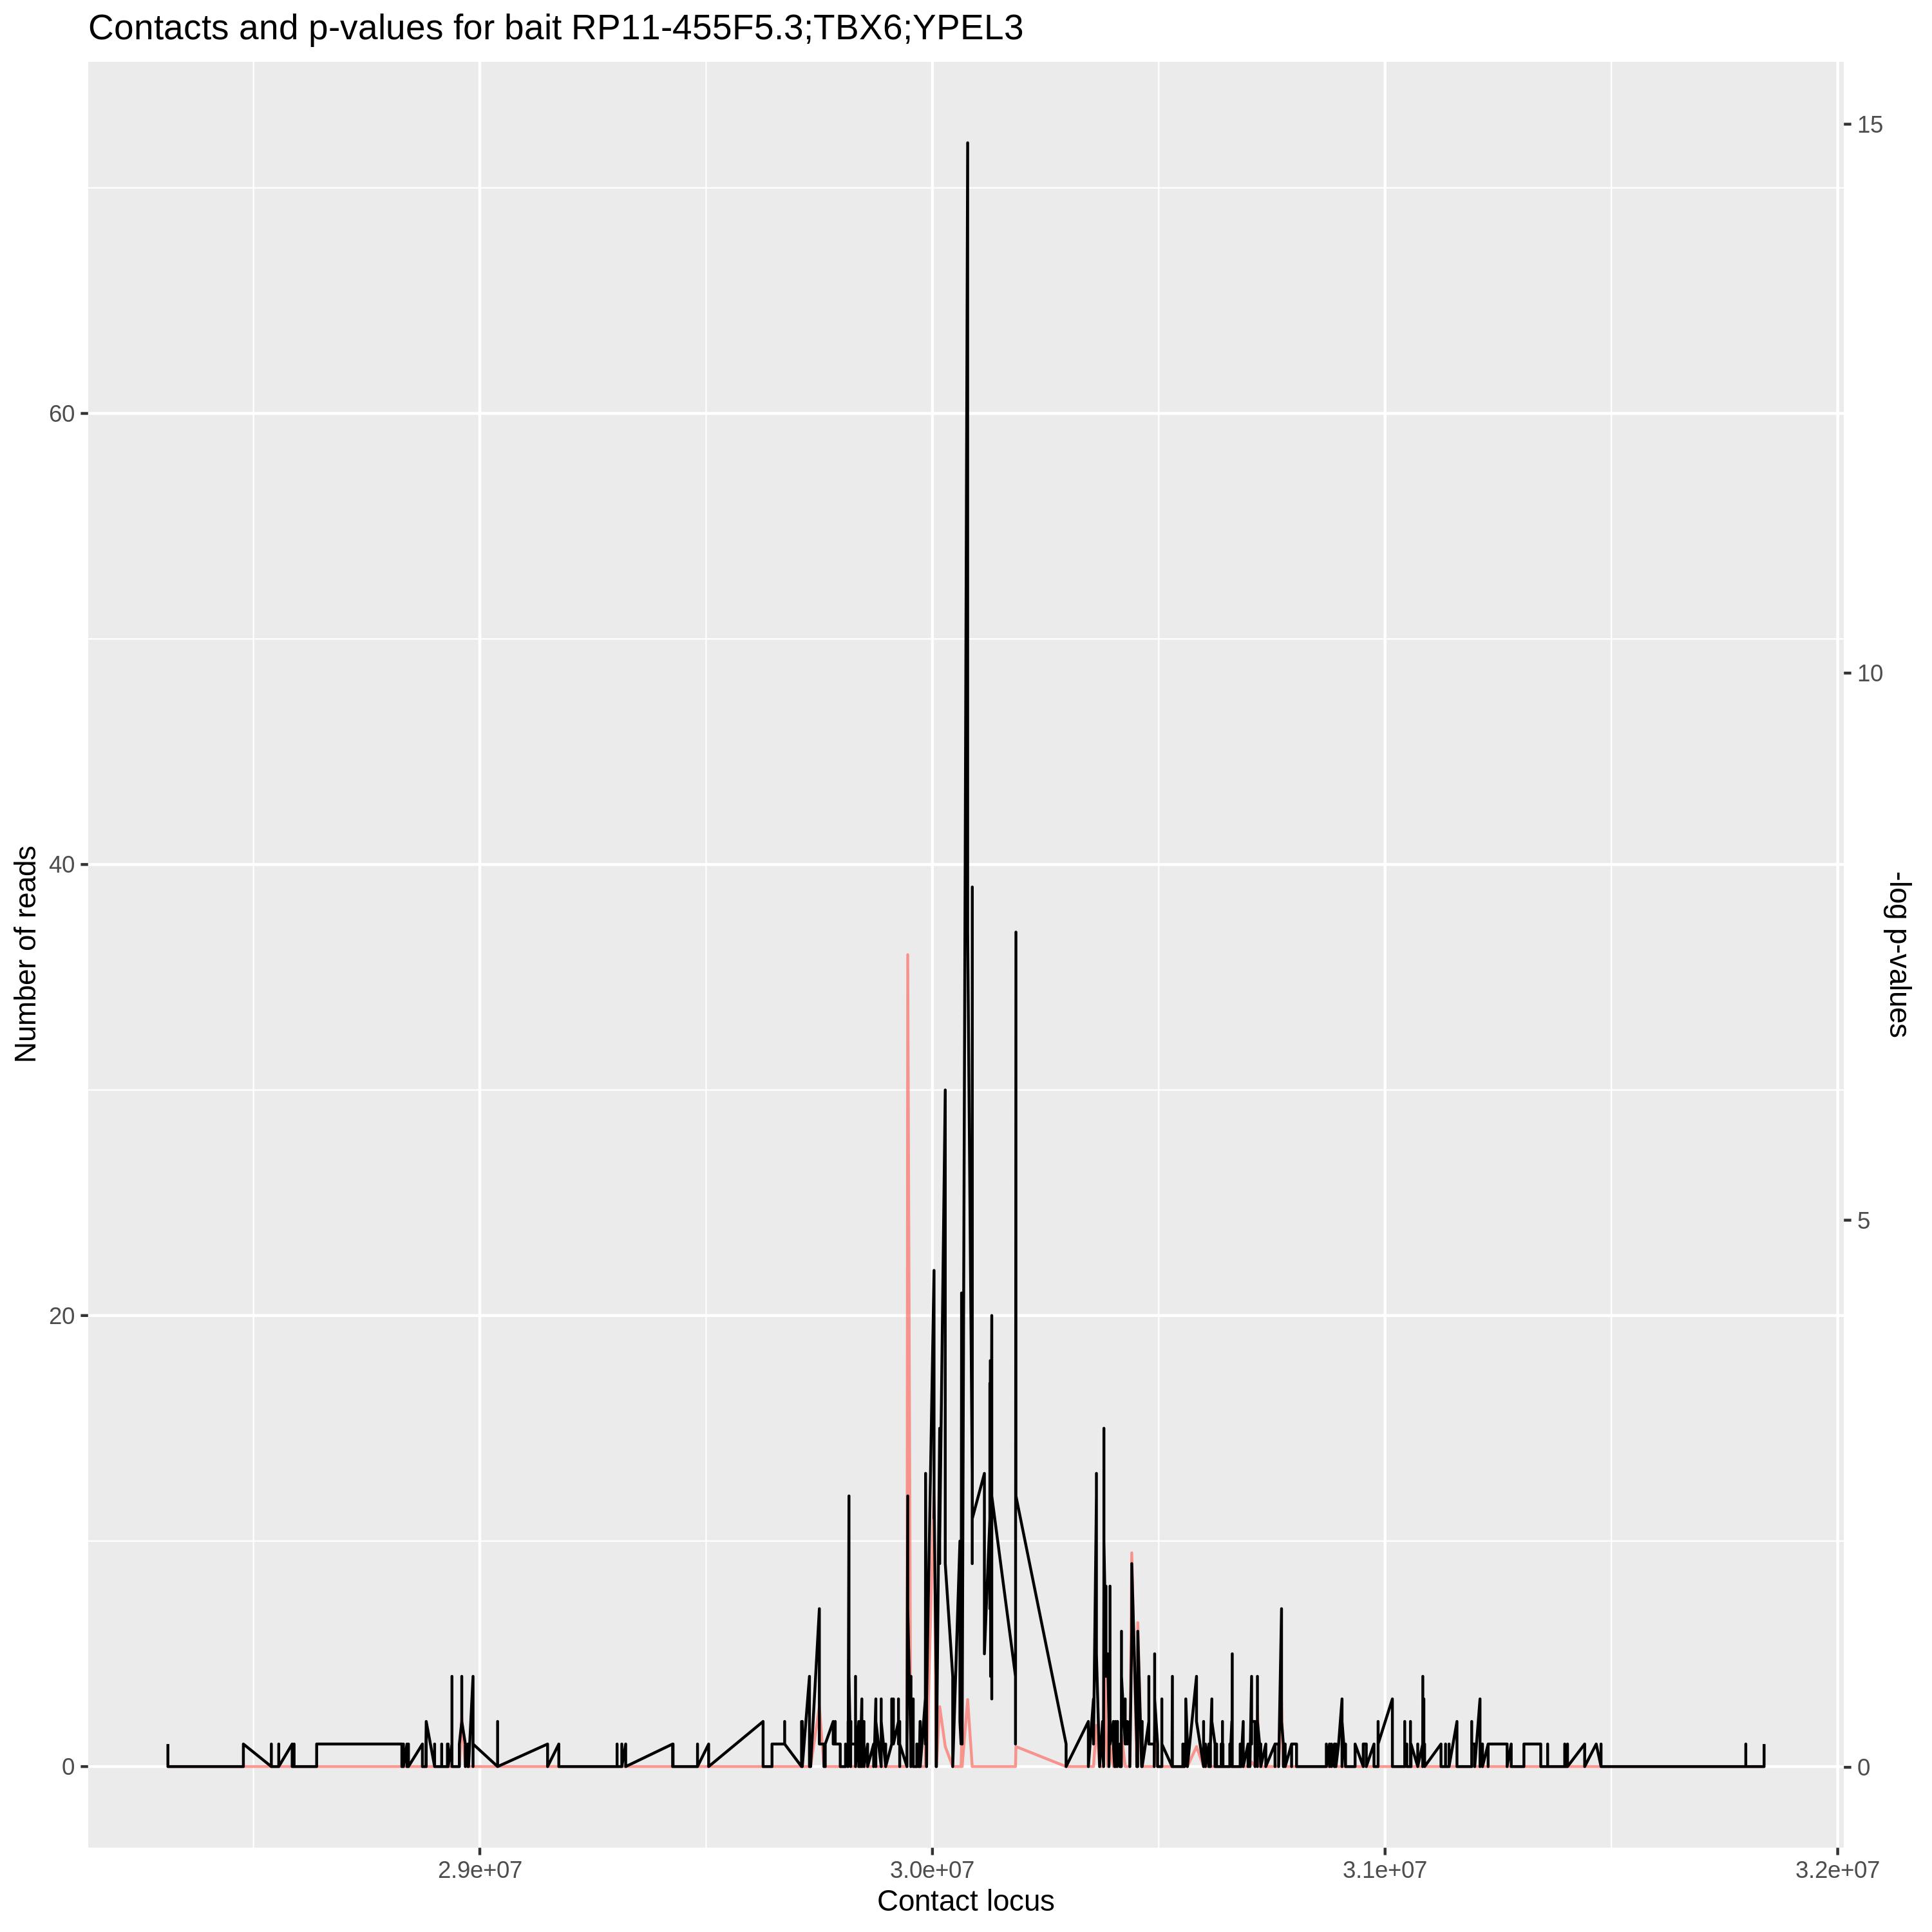 Contacts and p-values for bait RP11-455F5.3;TBX6;YPEL3
Number of reads
60
40
20
0
15
10
5
0
-log p-values
2.9e+07 3.0e+07 3.1e+07 3.2e+07
Contact locus